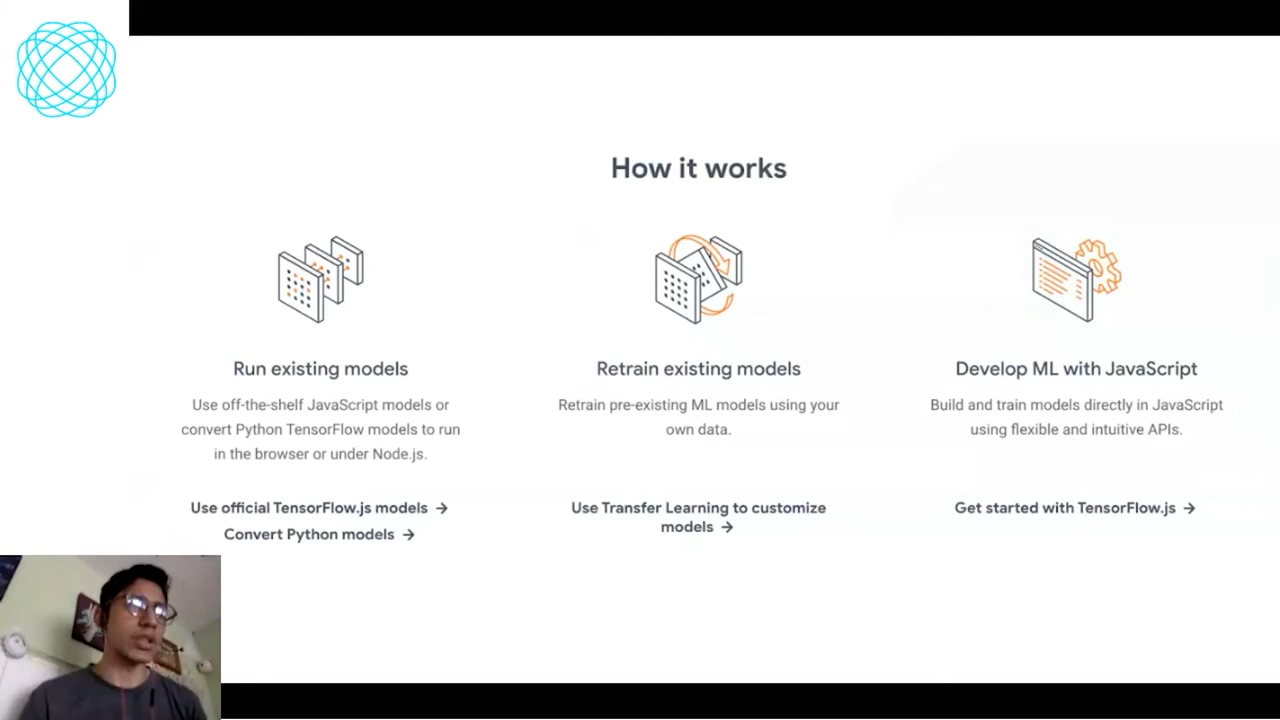 How it works
Run existing models
Use off-the-shelf JavaScript models or
convert Python TensorFlow models to run
in the browser or under Node.js.
Use official TensorFlow.js models →
Convert Python models →
Retrain existing models
Retrain pre-existing ML models using your
own data.
Use Transfer Learning to customize
models →
Develop ML with JavaScript
Build and train models directly in JavaScript
using flexible and intuitive APIs.
Get started with TensorFlow.js →